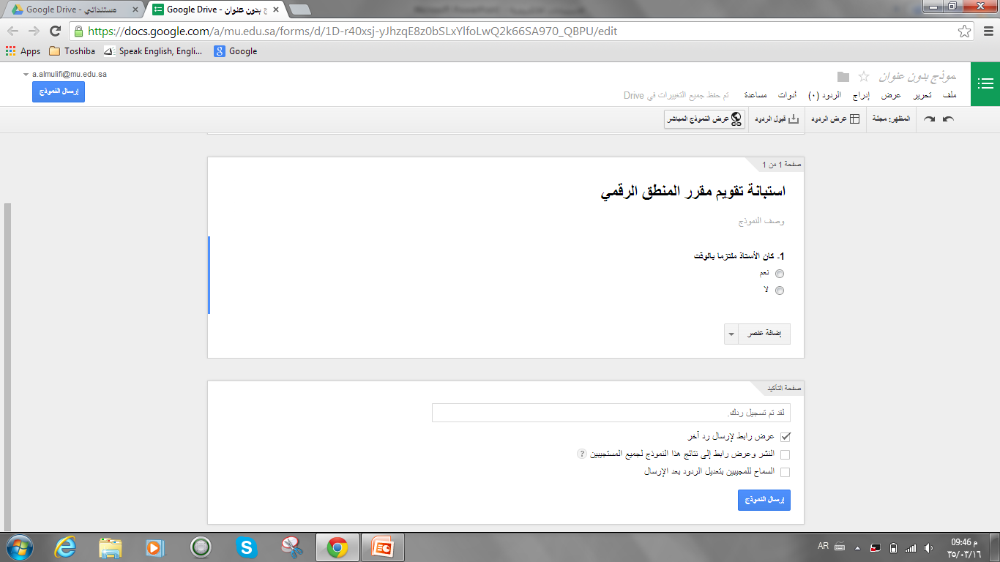 مستنداتي - Google Drive
ج بدون عنوان - Google Drive
https://docs.google.com/a/mu.edu.sa/forms/d/1D-r40xsj-yJhzqE8z0bSLxYlfoLwQ2k66SA970_QBPU/edit
Apps Toshiba Speak English, Engli... Google
a.almulifi@mu.edu.sa
إرسال النموذج
نموذج بدون عنوان
ملف تحرير عرض إدراج الردود (٠) أدوات مساعدة تم حفظ جميع التغييرات في Drive
المظهر: مجلة عرض الردود قبول الردود عرض النموذج المباشر
صفحة 1 من 1
استبانة تقويم مقرر المنطق الرقمي
وصف النموذج
1- كان الأستاذ ملتزما بالوقت
نعم
لا
إضافة عنصر
صفحة التأكيد
لقد تم تسجيل ردك.
عرض رابط لإرسال رد آخر
النشر وعرض رابط إلى نتائج هذا النموذج لجميع المستجيبين ?
السماح للمجيبين بتعديل الردود بعد الإرسال
إرسال النموذج
AR
09:46 م
٣٥/٠٣/١٦